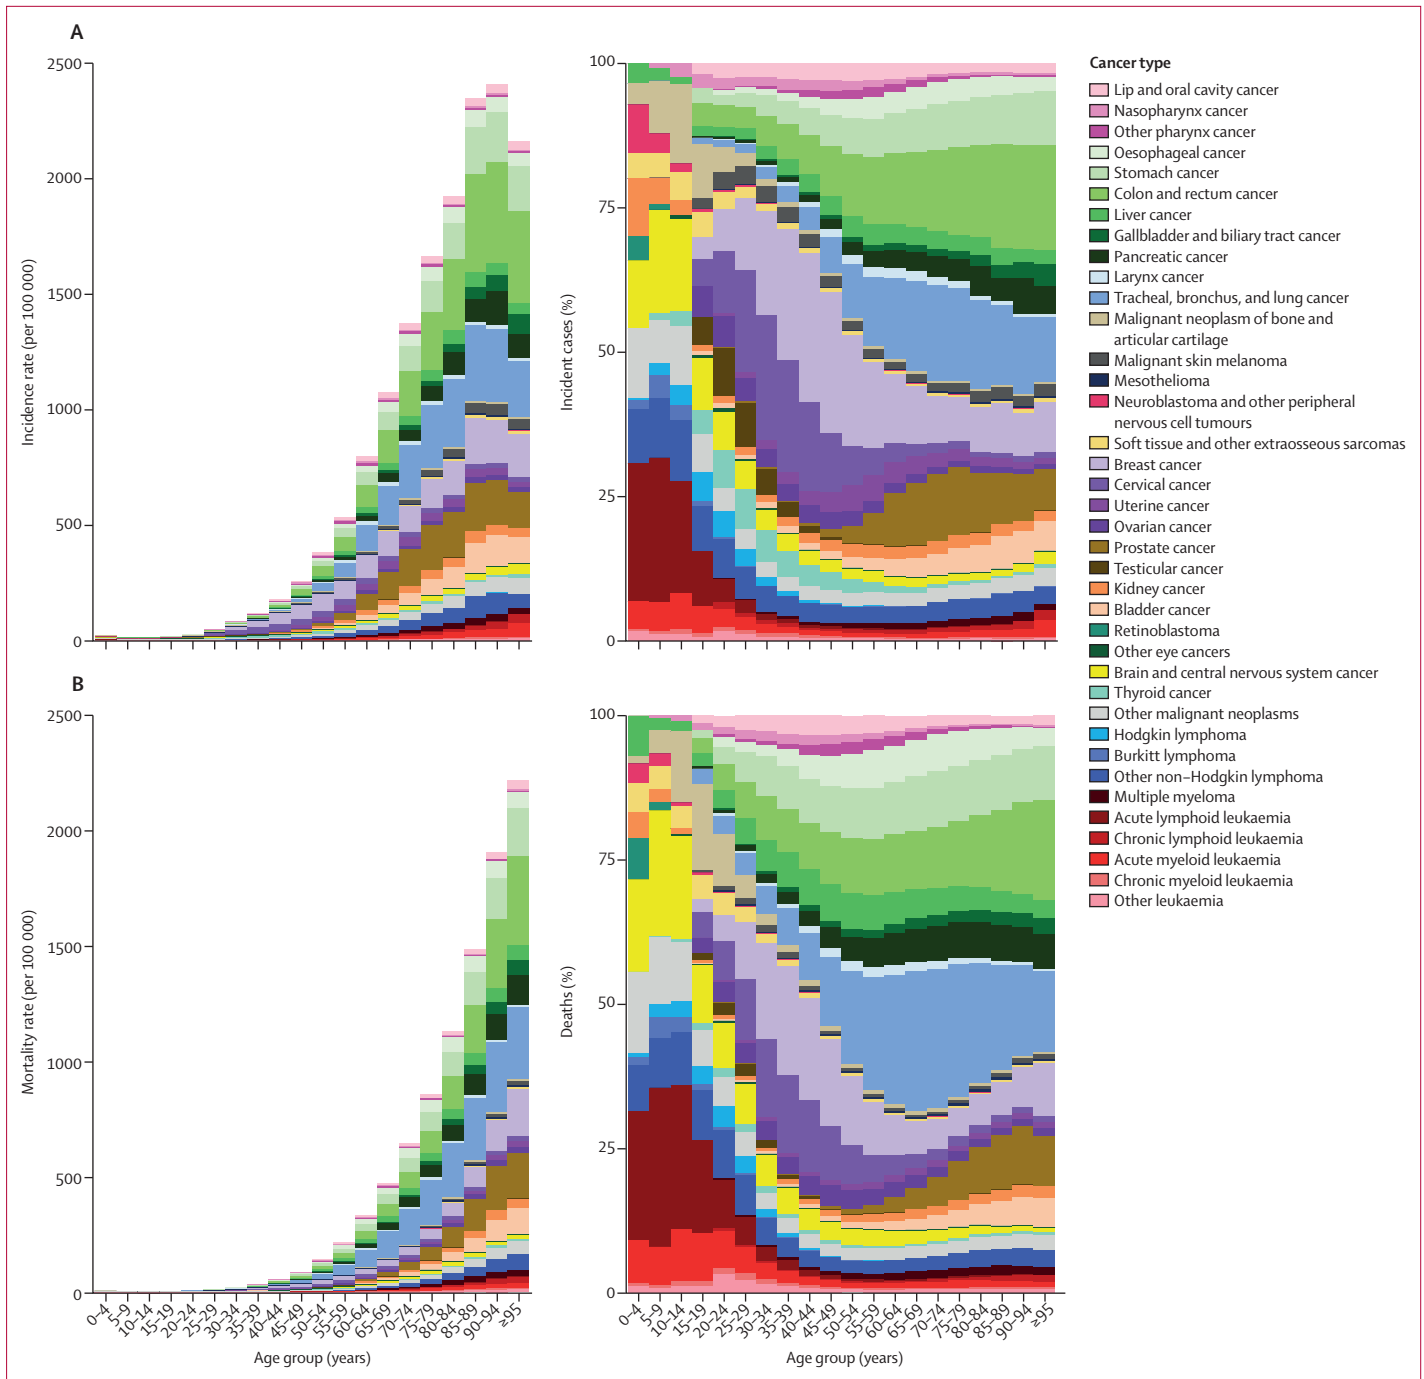 A
2500
2000
1500
1000
500
0
Incidence rate (per 100 000)
100
75
50
25
0
Incident cases (%)
B
2500
2000
1500
1000
500
0
Mortality rate (per 100 000)
0–4
5–9
10–14
15–19
20–24
25–29
30–34
35–39
40–44
45–49
50–54
55–59
60–64
65–69
70–74
75–79
80–84
85–89
90–94
≥95
Age group (years)
100
75
50
25
0
Deaths (%)
0–4
5–9
10–14
15–19
20–24
25–29
30–34
35–39
40–44
45–49
50–54
55–59
60–64
65–69
70–74
75–79
80–84
85–89
90–94
≥95
Age group (years)
Cancer type
Lip and oral cavity cancer
Nasopharynx cancer
Other pharynx cancer
Oesophageal cancer
Stomach cancer
Colon and rectum cancer
Liver cancer
Gallbladder and biliary tract cancer
Pancreatic cancer
Larynx cancer
Tracheal, bronchus, and lung cancer
Malignant neoplasm of bone and
articular cartilage
Malignant skin melanoma
Mesothelioma
Neuroblastoma and other peripheral
nervous cell tumours
Soft tissue and other extraosseous sarcomas
Breast cancer
Cervical cancer
Uterine cancer
Ovarian cancer
Prostate cancer
Testicular cancer
Kidney cancer
Bladder cancer
Retinoblastoma
Other eye cancers
Brain and central nervous system cancer
Thyroid cancer
Other malignant neoplasms
Hodgkin lymphoma
Burkitt lymphoma
Other non–Hodgkin lymphoma
Multiple myeloma
Acute lymphoid leukaemia
Chronic lymphoid leukaemia
Acute myeloid leukaemia
Chronic myeloid leukaemia
Other leukaemia